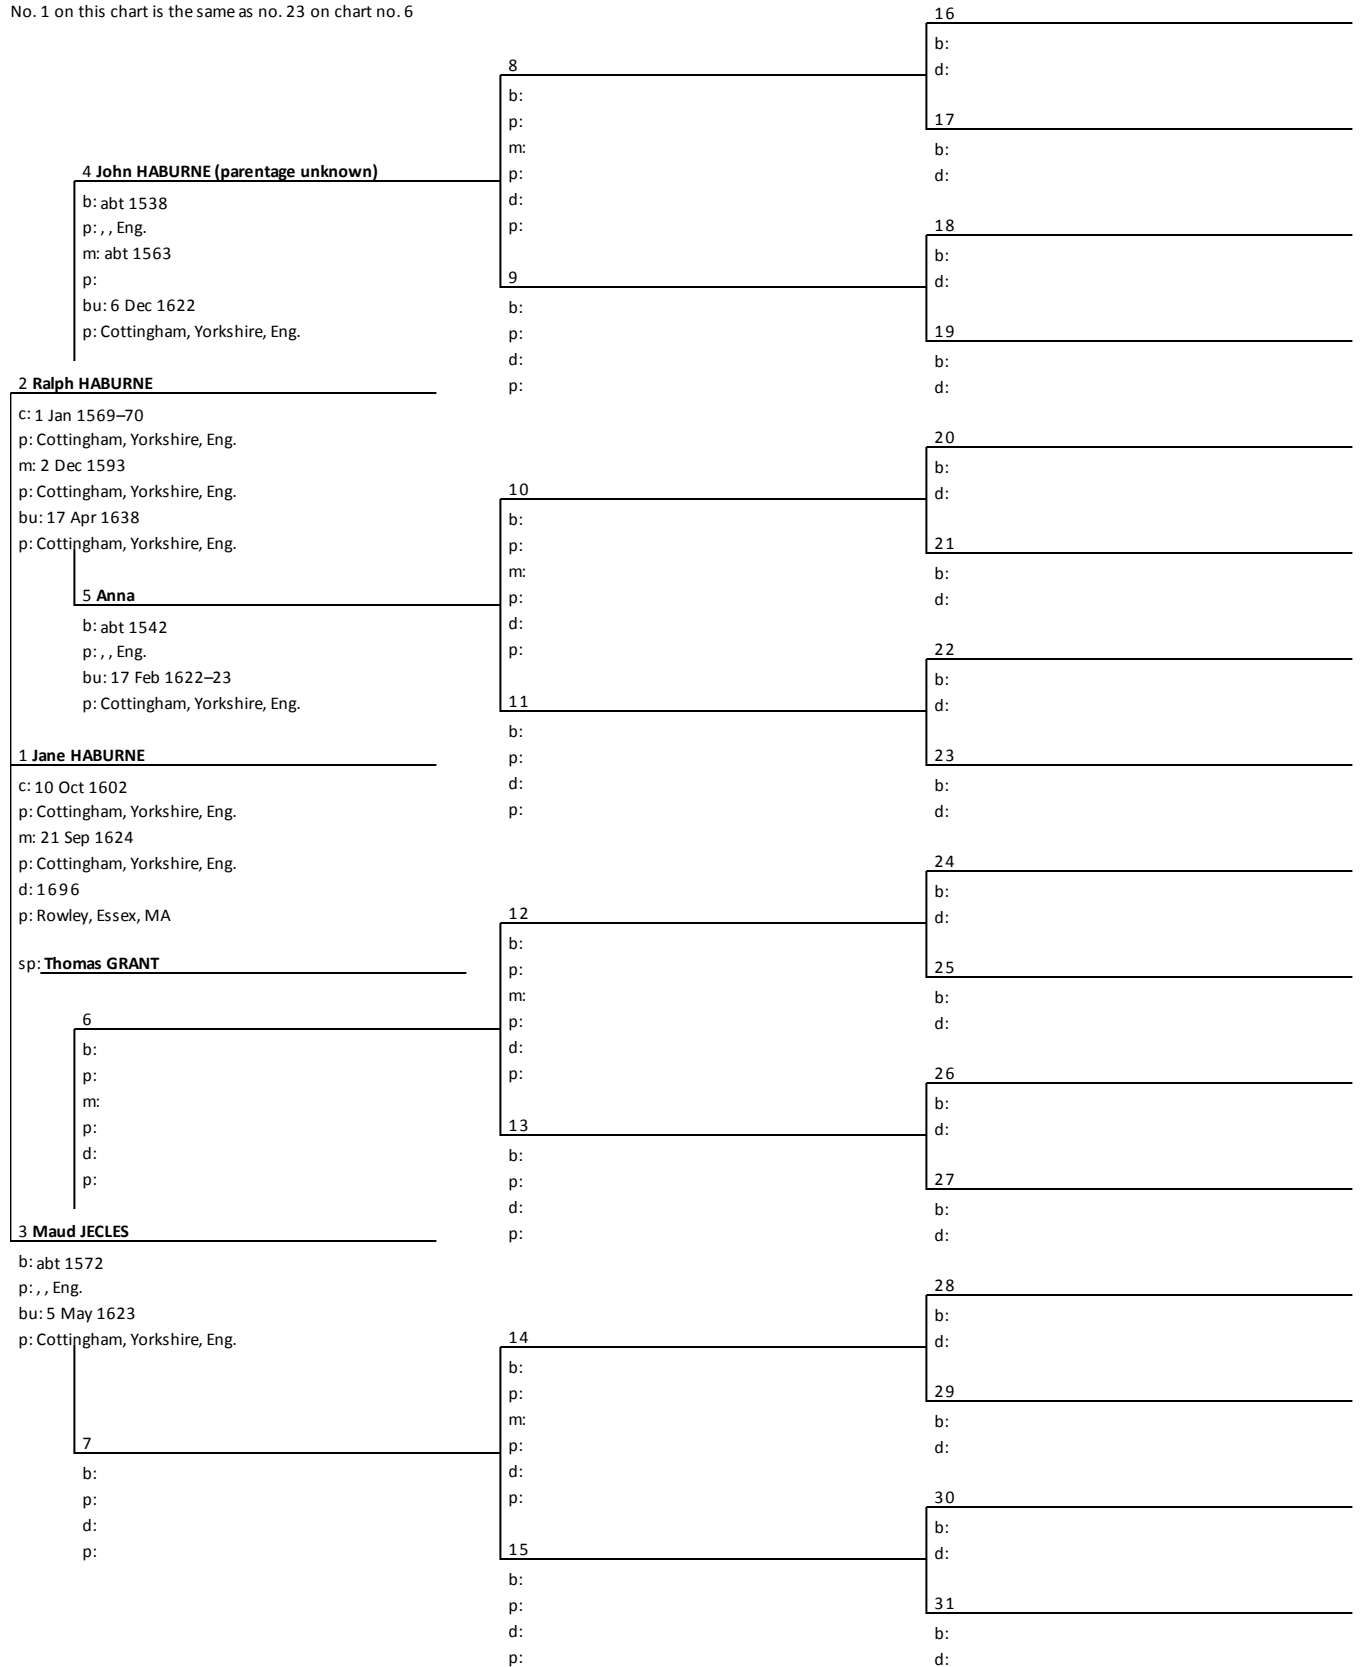 No. 1 on this chart is the same as no. 23 on chart no. 6
4 John HABURNE (parentage unknown)
b: abt 1538
p: , , Eng.
m: abt 1563
p:
bu: 6 Dec 1622
p: Cottingham, Yorkshire, Eng.
2 Ralph HABURNE
c: 1 Jan 1569–70
p: Cottingham, Yorkshire, Eng.
m: 2 Dec 1593
p: Cottingham, Yorkshire, Eng.
bu: 17 Apr 1638
p: Cottingham, Yorkshire, Eng.
5 Anna
b: abt 1542
p: , , Eng.
bu: 17 Feb 1622–23
p: Cottingham, Yorkshire, Eng.
1 Jane HABURNE
c: 10 Oct 1602
p: Cottingham, Yorkshire, Eng.
m: 21 Sep 1624
p: Cottingham, Yorkshire, Eng.
d: 1696
p: Rowley, Essex, MA
sp: Thomas GRANT
6
b:
p:
m:
p:
d:
p:
3 Maud JECLES
b: abt 1572
p: , , Eng.
bu: 5 May 1623
p: Cottingham, Yorkshire, Eng.
7
b:
p:
d:
p:
8
b:
p:
m:
p:
d:
p:
9
b:
p:
d:
p:
10
b:
p:
m:
p:
d:
p:
11
b:
p:
d:
p:
12
b:
p:
m:
p:
d:
p:
13
b:
p:
d:
p:
14
b:
p:
m:
p:
d:
p:
15
b:
p:
d:
p:
16
b:
d:
17
b:
d:
18
b:
d:
19
b:
d:
20
b:
d:
21
b:
d:
22
b:
d:
23
b:
d:
24
b:
d:
25
b:
d:
26
b:
d:
27
b:
d:
28
b:
d:
29
b:
d:
30
b:
d:
31
b:
d: